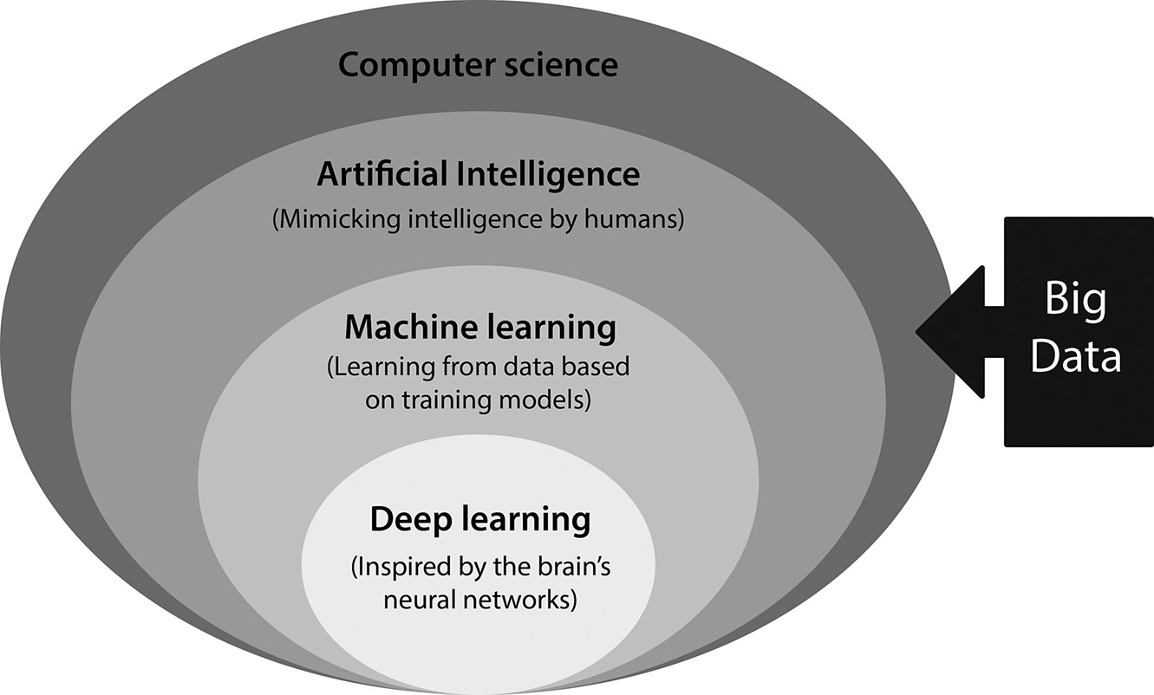 Computer science
Artificial Intelligence
(Mimicking intelligence by humans)
Machine learning
(Learning from data based
on training models)
Deep learning
(Inspired by the brain’s
neural networks)
Big
Data